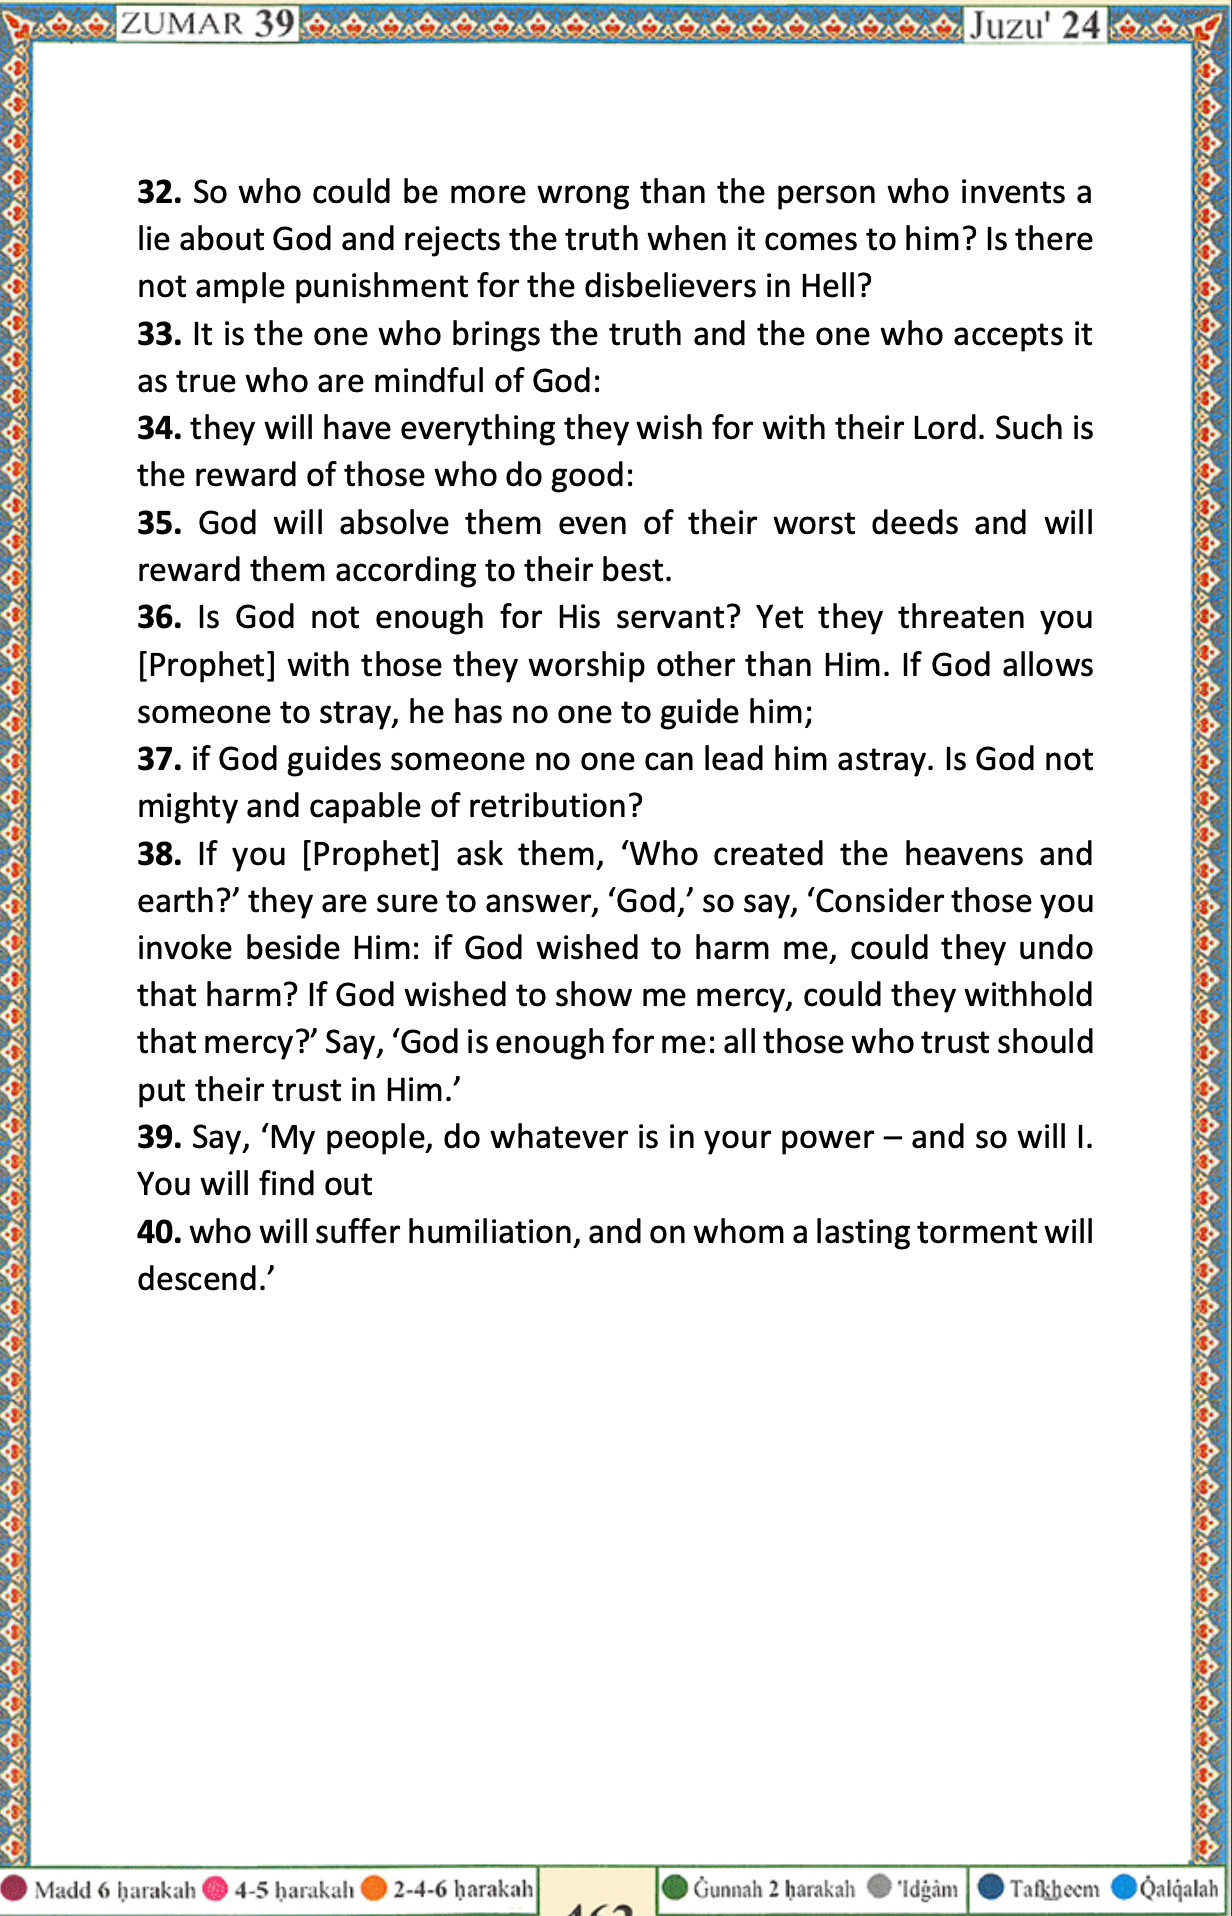 ZUMAR 39 Juzu' 24
32. So who could be more wrong than the person who invents a
lie about God and rejects the truth when it comes to him? Is there
not ample punishment for the disbelievers in Hell?
33. It is the one who brings the truth and the one who accepts it
as true who are mindful of God:
34. they will have everything they wish for with their Lord. Such is
the reward of those who do good:
35. God will absolve them even of their worst deeds and will
reward them according to their best.
36. Is God not enough for His servant? Yet they threaten you
[Prophet] with those they worship other than Him. If God allows
someone to stray, he has no one to guide him;
37. if God guides someone no one can lead him astray. Is God not
mighty and capable of retribution?
38. If you [Prophet] ask them, ‘Who created the heavens and
earth?’ they are sure to answer, ‘God,’ so say, ‘Consider those you
invoke beside Him: if God wished to harm me, could they undo
that harm? If God wished to show me mercy, could they withhold
that mercy?’ Say, ‘God is enough for me: all those who trust should
put their trust in Him.’
39. Say, ‘My people, do whatever is in your power – and so will I.
You will find out
40. who will suffer humiliation, and on whom a lasting torment will
descend.’
Madd 6 ḥarakah 4-5 ḥarakah 2-4-6 ḥarakah Ġunnah 2 ḥarakah 'Idġâm Tafkheem Q̇alq̇alah